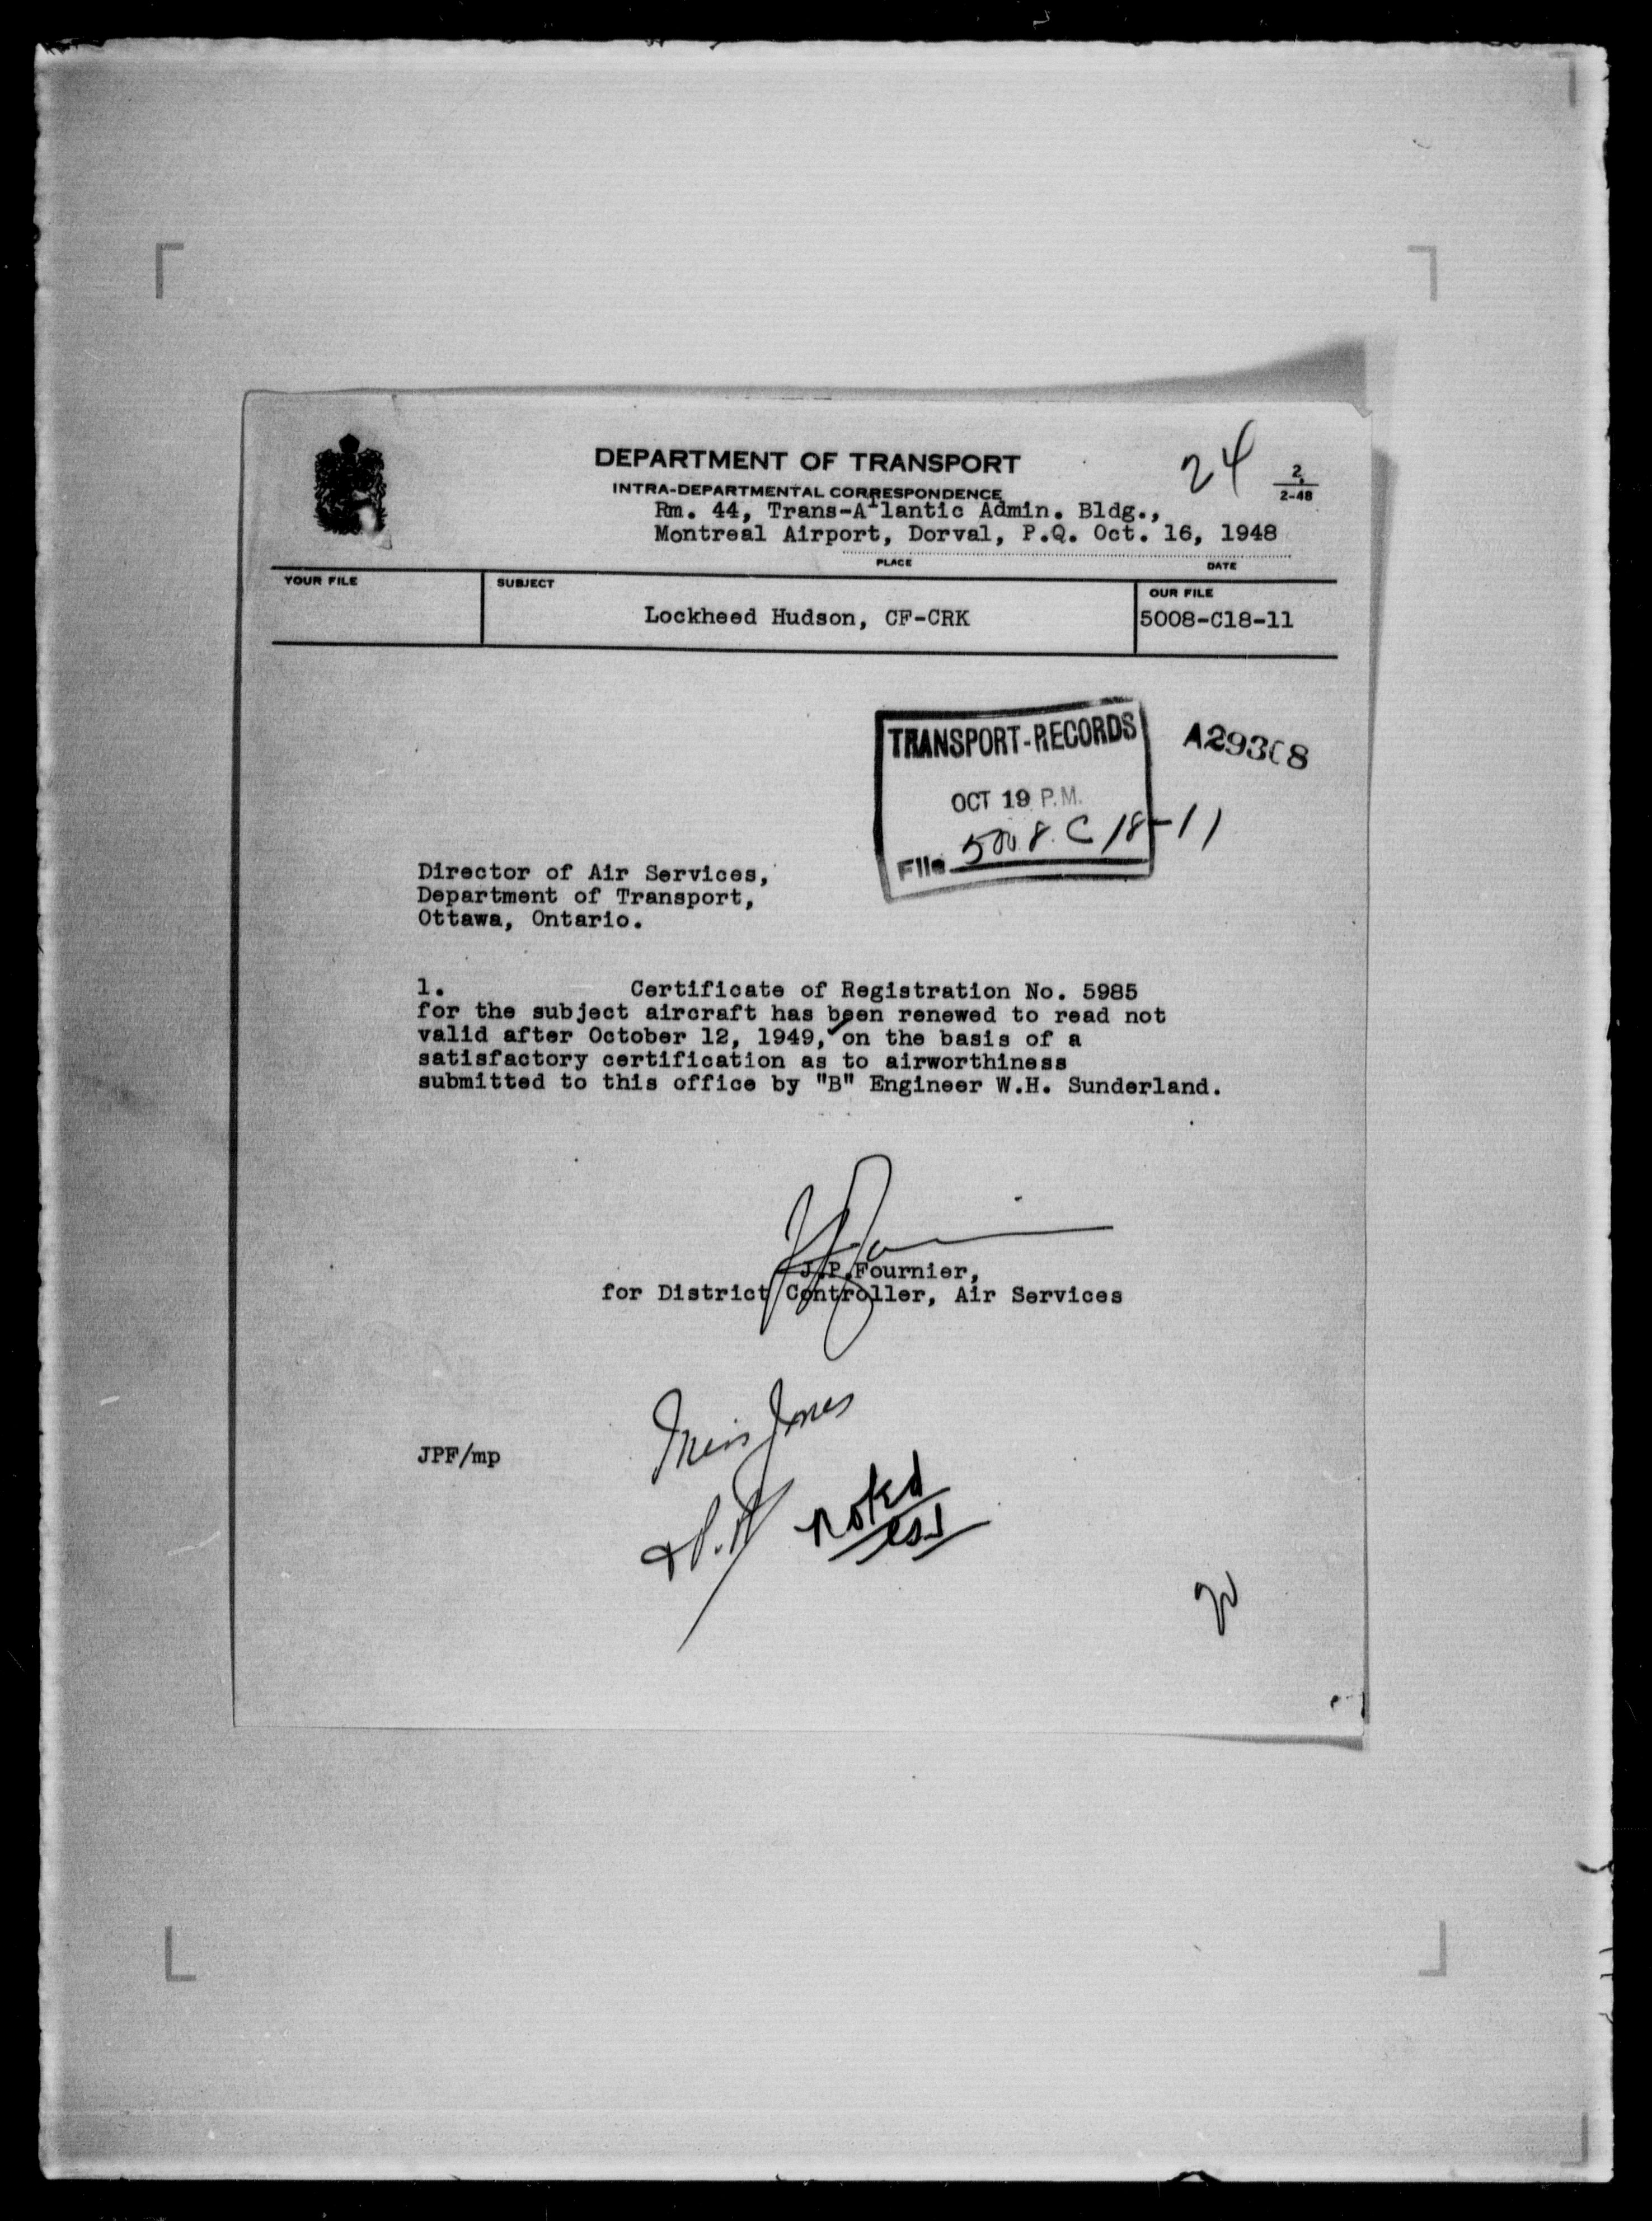 DEPARTMENT OF TRANSPORT
24
2
2-48
INTRA-DEPARTMENTAL CORRESPONDENCE
Rm. 44, Trans-Atlantic Admin. Bldg.,
Montreal Airport, Dorval, P.Q. Oct. 16, 1948
PLACE
DATE
YOUR FILE
SUBJECT
OUR FILE
Lockheed Hudson, CF-CRK
5008-C18-11
TRANSPORT-RECORDS
A29308
OCT 19 P.M.
File 5008 C 18-11
Director of Air Services,
Department of Transport,
Ottawa, Ontario.
1. Certificate of Registration No. 5985
for the subject aircraft has been renewed to read not
valid after October 12, 1949, on the basis of a
satisfactory certification as to airworthiness
submitted to this office by "B" Engineer W.H. Sunderland.
J.P.Fournier,
for District Controller, Air Services
Miss Jones
JPF/mp
noted